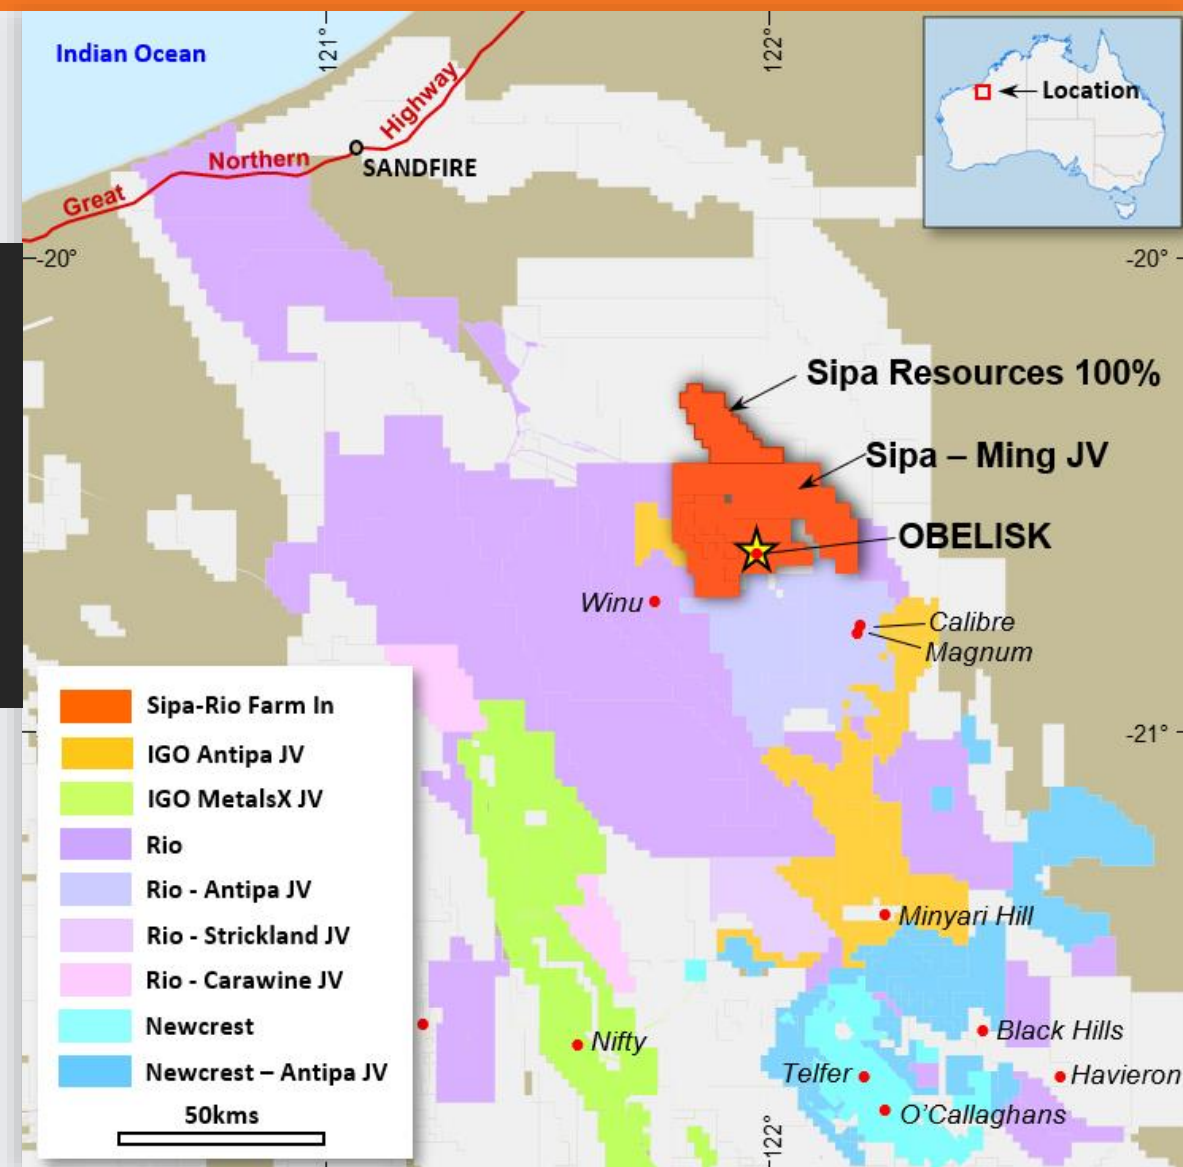 Indian Ocean
121°
122°
Location
Great Northern Highway
SANDFIRE
-20°
-20°
Sipa Resources 100%
Sipa – Ming JV
OBELISK
Winu
Calibre
Magnum
-21°
Sipa-Rio Farm In
IGO Antipa JV
IGO MetalsX JV
Rio
Rio - Antipa JV
Rio - Strickland JV
Rio - Carawine JV
Newcrest
Newcrest – Antipa JV
50kms
Minyari Hill
Nifty
Black Hills
Telfer
Havieron
O'Callaghans
122°